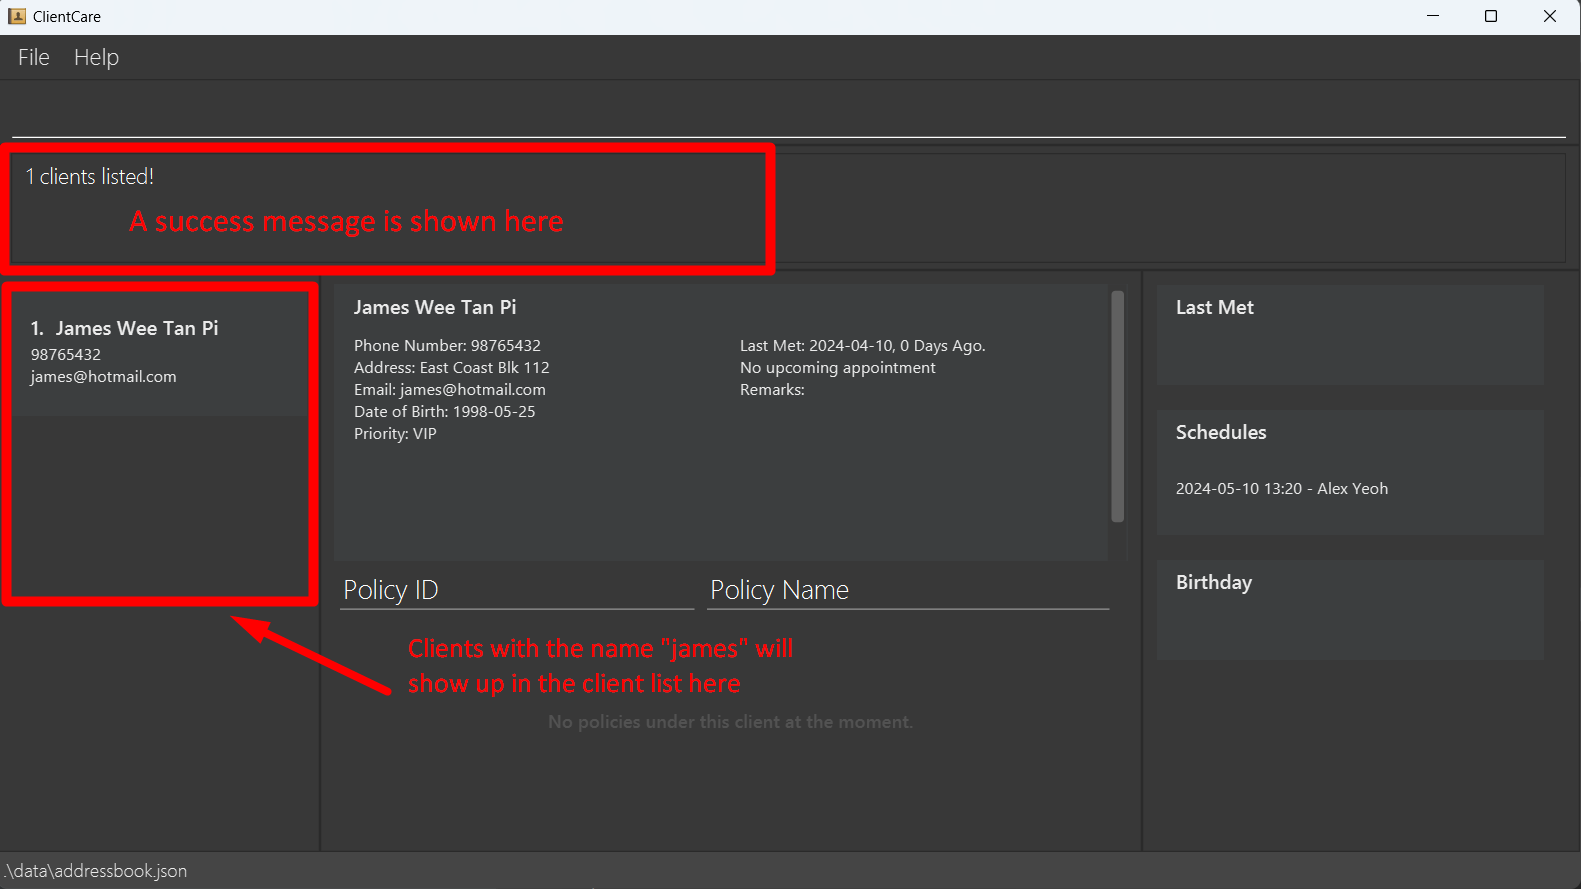 ClientCare
File Help
1 clients listed!
A success message is shown here
1. James Wee Tan Pi
98765432
james@hotmail.com
James Wee Tan Pi
Phone Number: 98765432
Address: East Coast Blk 112
Email: james@hotmail.com
Date of Birth: 1998-05-25
Priority: VIP
Last Met: 2024-04-10, 0 Days Ago.
No upcoming appointment
Remarks:
Policy ID Policy Name
Clients with the name "james" will
show up in the client list here
No policies under this client at the moment.
Last Met
Schedules
2024-05-10 13:20 - Alex Yeoh
Birthday
.\data\addressbook.json